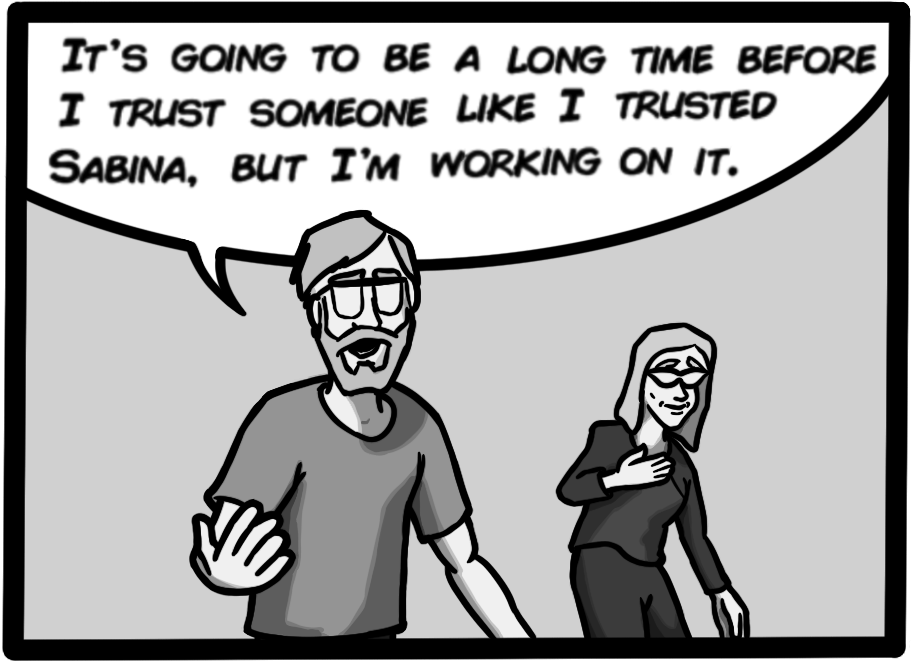 It's going to be a long time before
I trust someone like I trusted
Sabina, but I'm working on it.